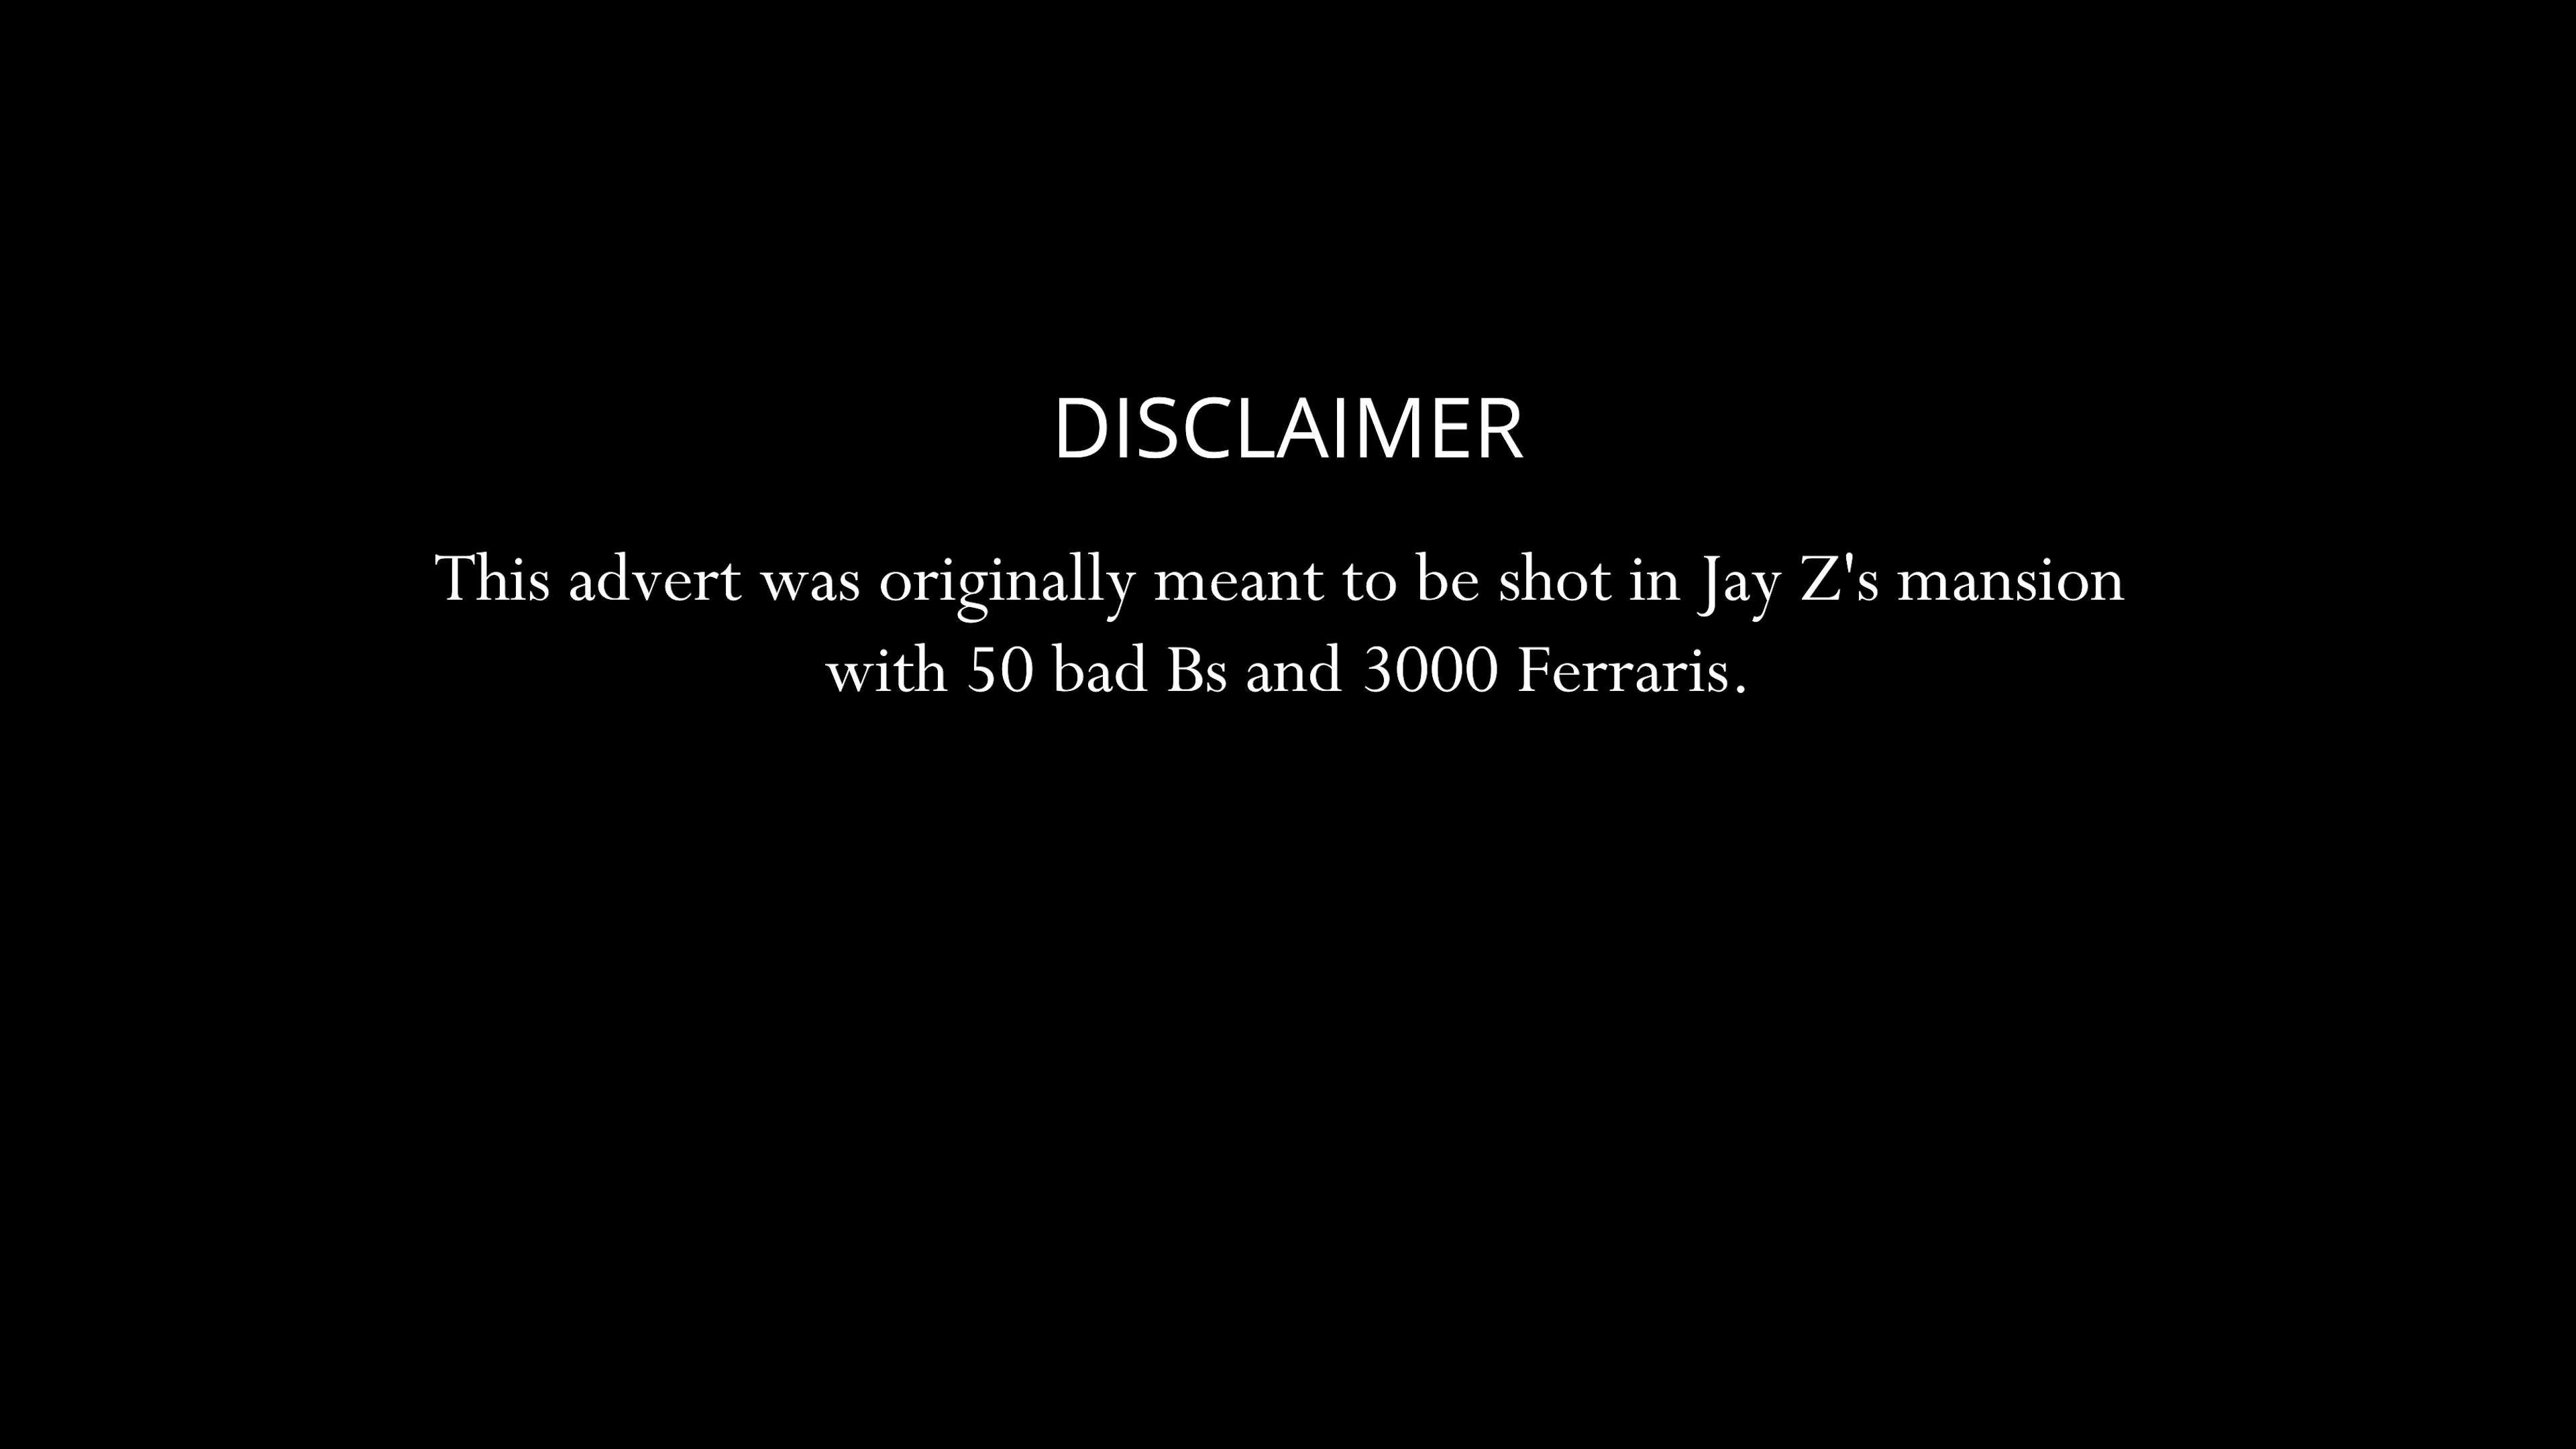 DISCLAIMER
This advert was originally meant to be shot in Jay Z's mansion
with 50 bad Bs and 3000 Ferraris.